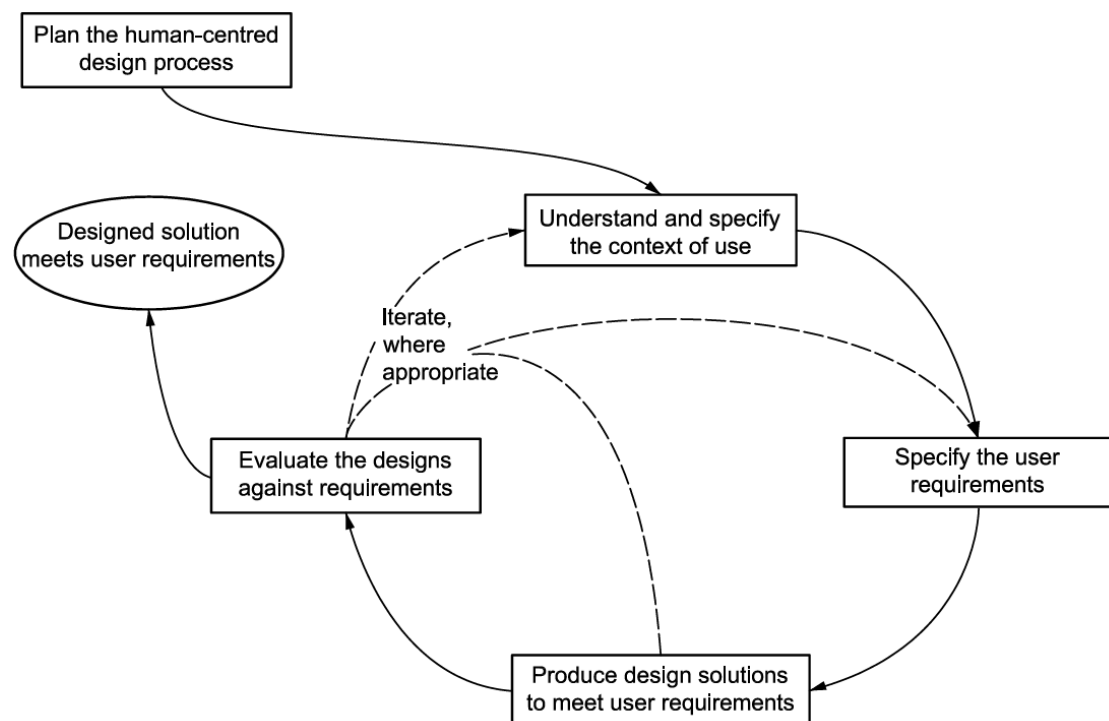 Plan the human-centred
design process
Understand and specify
the context of use
Designed solution
meets user requirements
Iterate,
where
appropriate
Evaluate the designs
against requirements
Specify the user
requirements
Produce design solutions
to meet user requirements